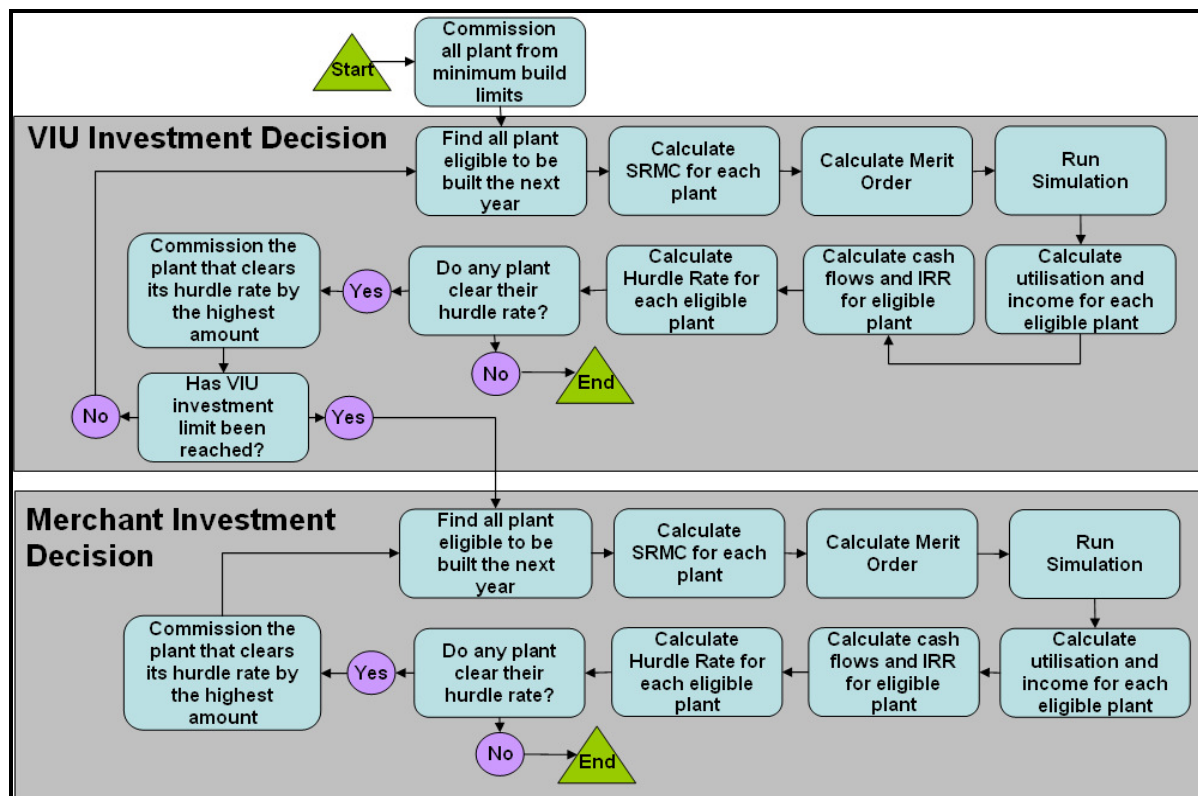 Start
Commission
all plant from
minimum build
limits
VIU Investment Decision
Find all plant
eligible to be
built the next
year
Calculate
SRMC for each
plant
Calculate Merit
Order
Run
Simulation
Commission the
plant that clears
its hurdle rate by
the highest
amount
Yes
Do any plant
clear their
hurdle rate?
Calculate
Hurdle Rate for
each eligible
plant
Calculate cash
flows and IRR
for eligible
plant
Calculate
utilisation and
income for each
eligible plant
No
End
No
Has VIU
investment
limit been
reached?
Yes
Merchant Investment
Decision
Find all plant
eligible to be
built the next
year
Calculate
SRMC for each
plant
Calculate Merit
Order
Run
Simulation
Commission the
plant that clears
its hurdle rate by
the highest
amount
Yes
Do any plant
clear their
hurdle rate?
Calculate
Hurdle Rate for
each eligible
plant
Calculate cash
flows and IRR
for eligible
plant
Calculate
utilisation and
income for each
eligible plant
No
End